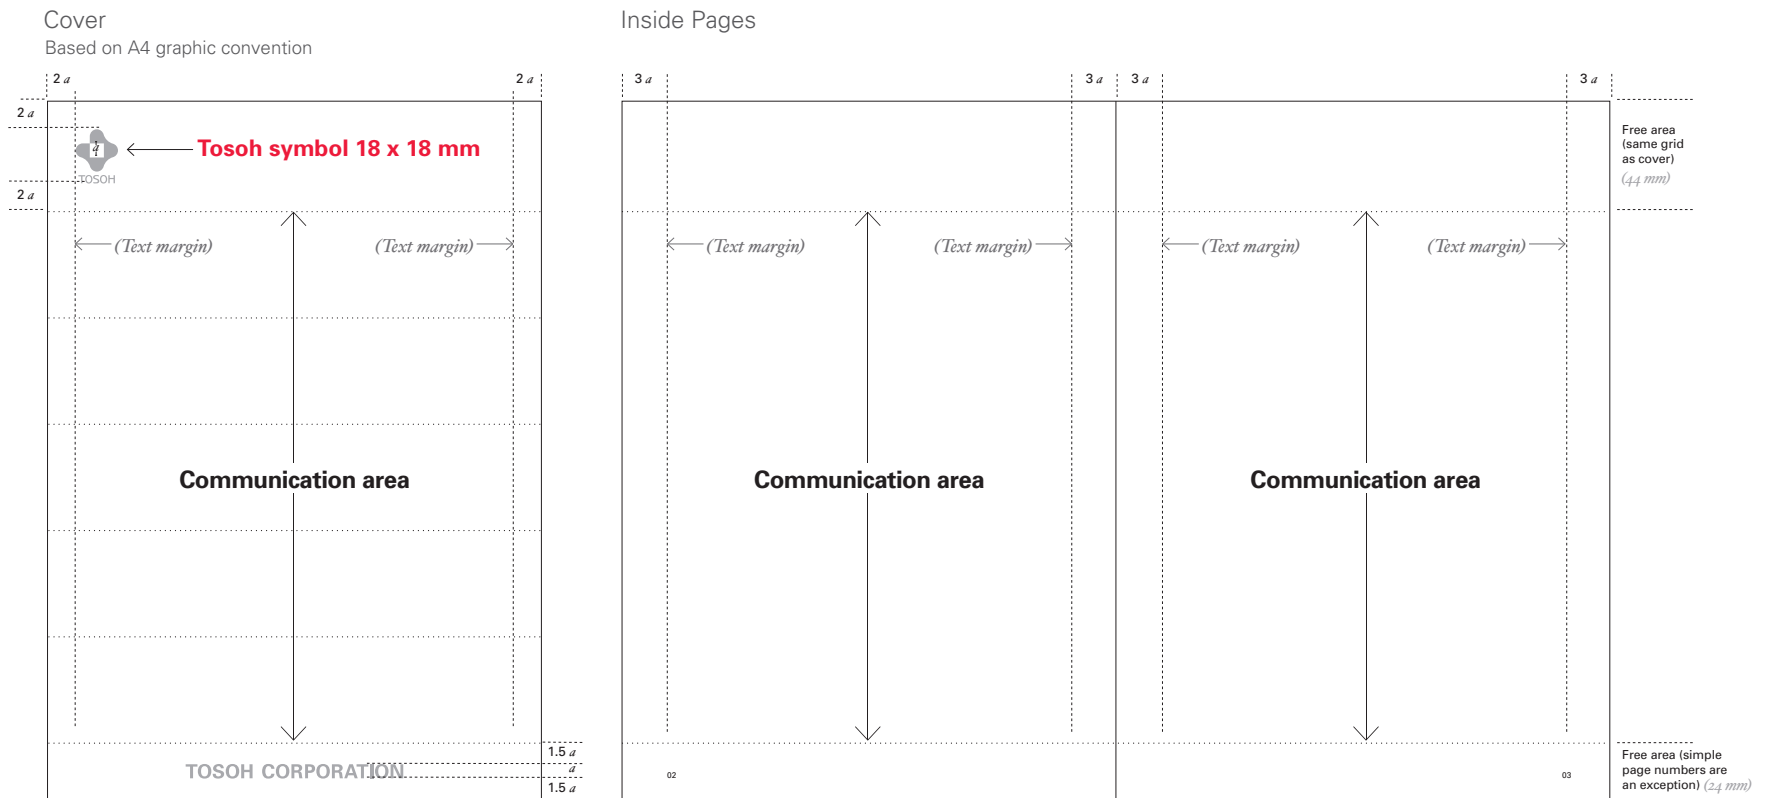 Cover
Based on A4 graphic convention
Inside Pages
2 a
2 a
3 a
3 a
3 a
3 a
2 a
a
TOSOH
Tosoh symbol 18 x 18 mm
2 a
Free area
(same grid
as cover)
(44 mm)
(Text margin)
(Text margin)
(Text margin)
(Text margin)
(Text margin)
(Text margin)
Communication area
Communication area
Communication area
1.5 a
a
1.5 a
TOSOH CORPORATION
02
03
Free area (simple
page numbers are
an exception) (24 mm)